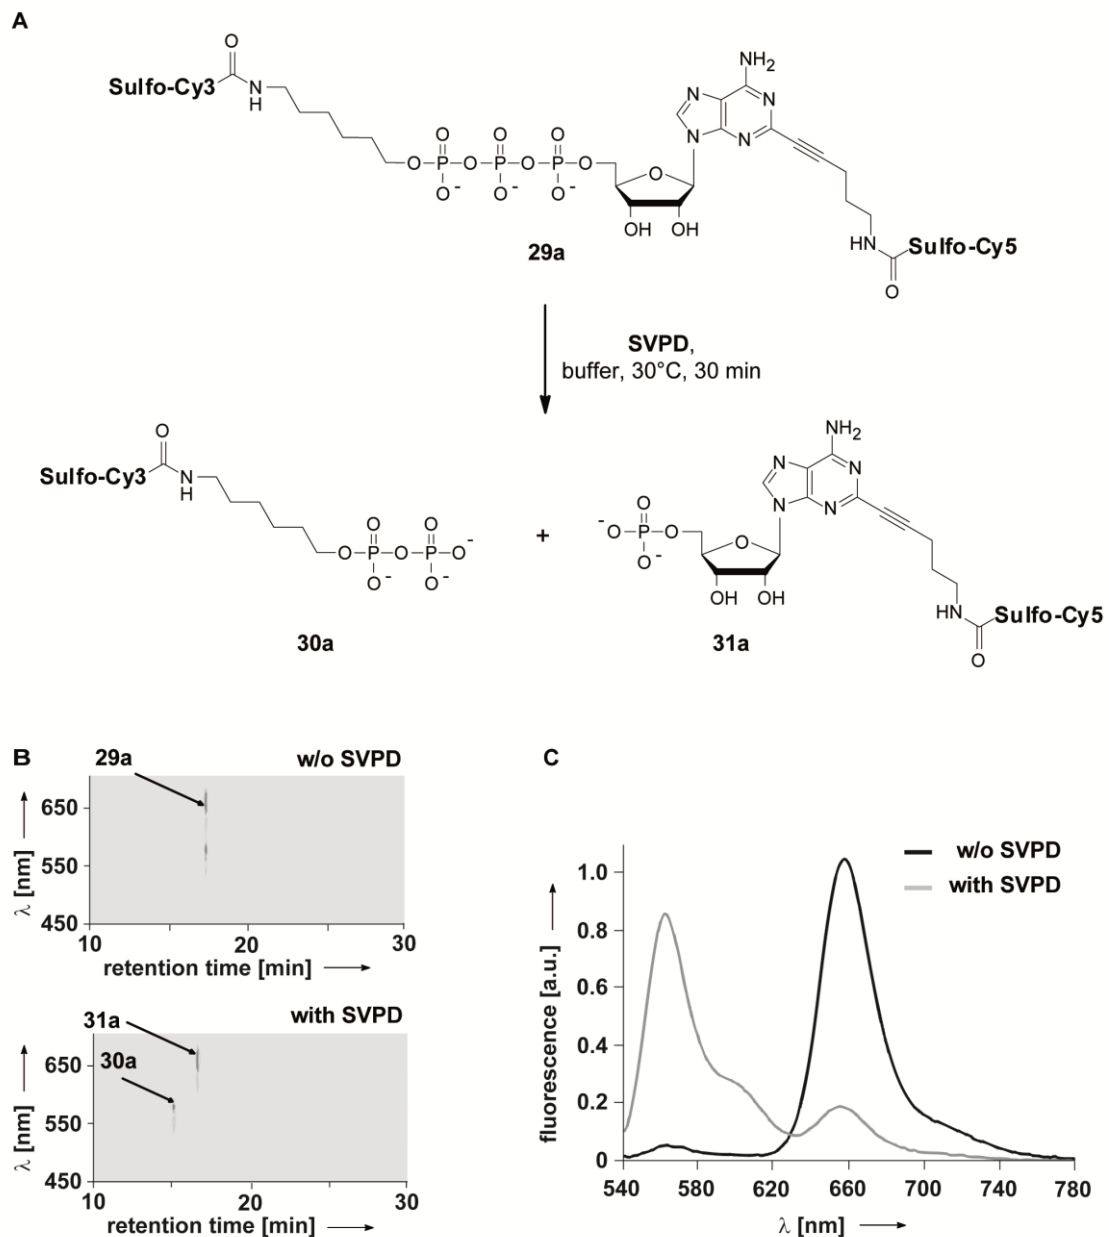 A
Sulfo-Cy3
O
N
H
O
P
O
O-
O
P
O
O-
O
P
O
O-
O
O
OH OH
N
N
N
N
NH2
HN
O
Sulfo-Cy5
29a
SVPD,
buffer, 30°C, 30 min
Sulfo-Cy3
O
N
H
O
P
O
O-
O
P
O
O-
O-
30a
+
-O
P
O
O-
O
O
OH OH
N
N
N
N
NH2
HN
O
Sulfo-Cy5
31a
B
29a
w/o SVPD
λ [nm]
650
550
450
10 20 30
retention time [min]
31a
30a
with SVPD
λ [nm]
650
550
450
10 20 30
retention time [min]
C
w/o SVPD
with SVPD
fluorescence [a.u.]
1.0
0.8
0.6
0.4
0.2
0
540 580 620 660 700 740 780
λ [nm]